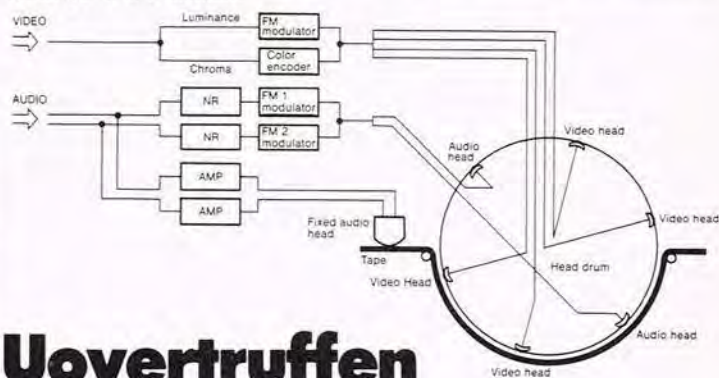 VIDEO
Luminance
FM
modulator
Chroma
Color
encoder
AUDIO
NR
FM 1
modulator
NR
FM 2
modulator
AMP
AMP
Fixed audio
head
Tape
Audio
head
Video head
Video head
Head drum
Video Head
Audio head
Video head
Uovertruffen